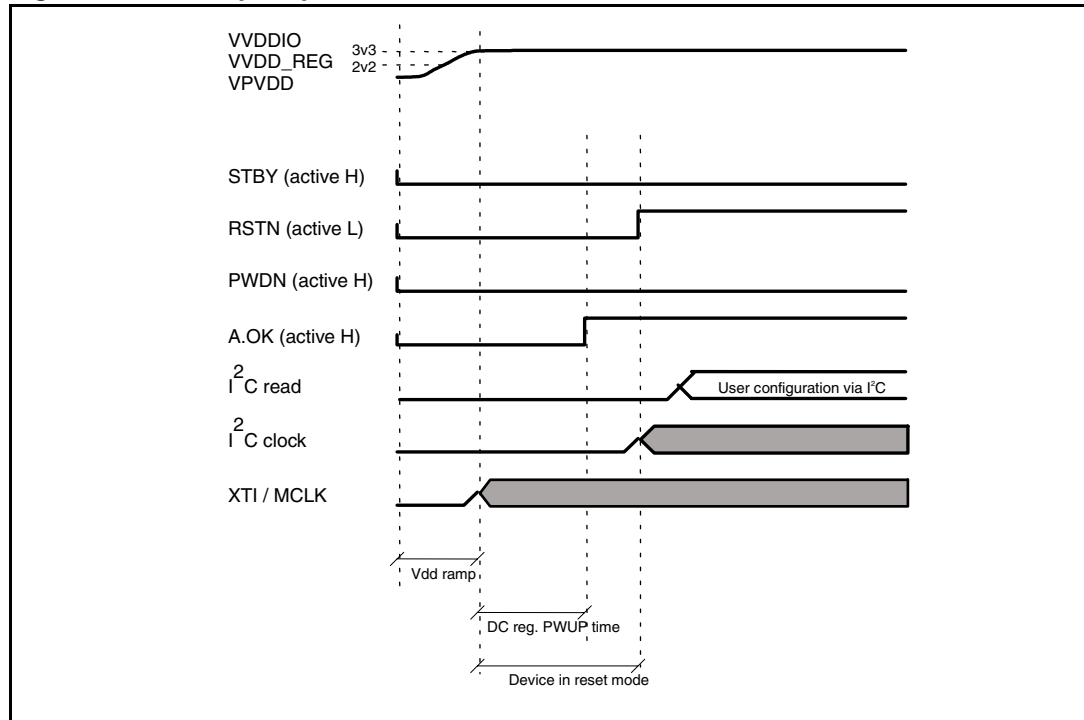 VVDDIO
3v3
VVDD_REG
2v2
VPVDD
STBY (active H)
RSTN (active L)
PWDN (active H)
A.OK (active H)
I²C read
User configuration via I²C
I²C clock
XTI / MCLK
Vdd ramp
DC reg. PWUP time
Device in reset mode